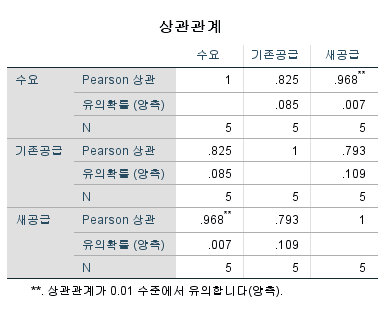 상관관계
수요 기존공급 새공급
수요 Pearson 상관 1 .825 .968**
유의확률 (양측) .085 .007
N 5 5 5
기존공급 Pearson 상관 .825 1 .793
유의확률 (양측) .085 .109
N 5 5 5
새공급 Pearson 상관 .968** .793 1
유의확률 (양측) .007 .109
N 5 5 5
**. 상관관계가 0.01 수준에서 유의합니다(양측).